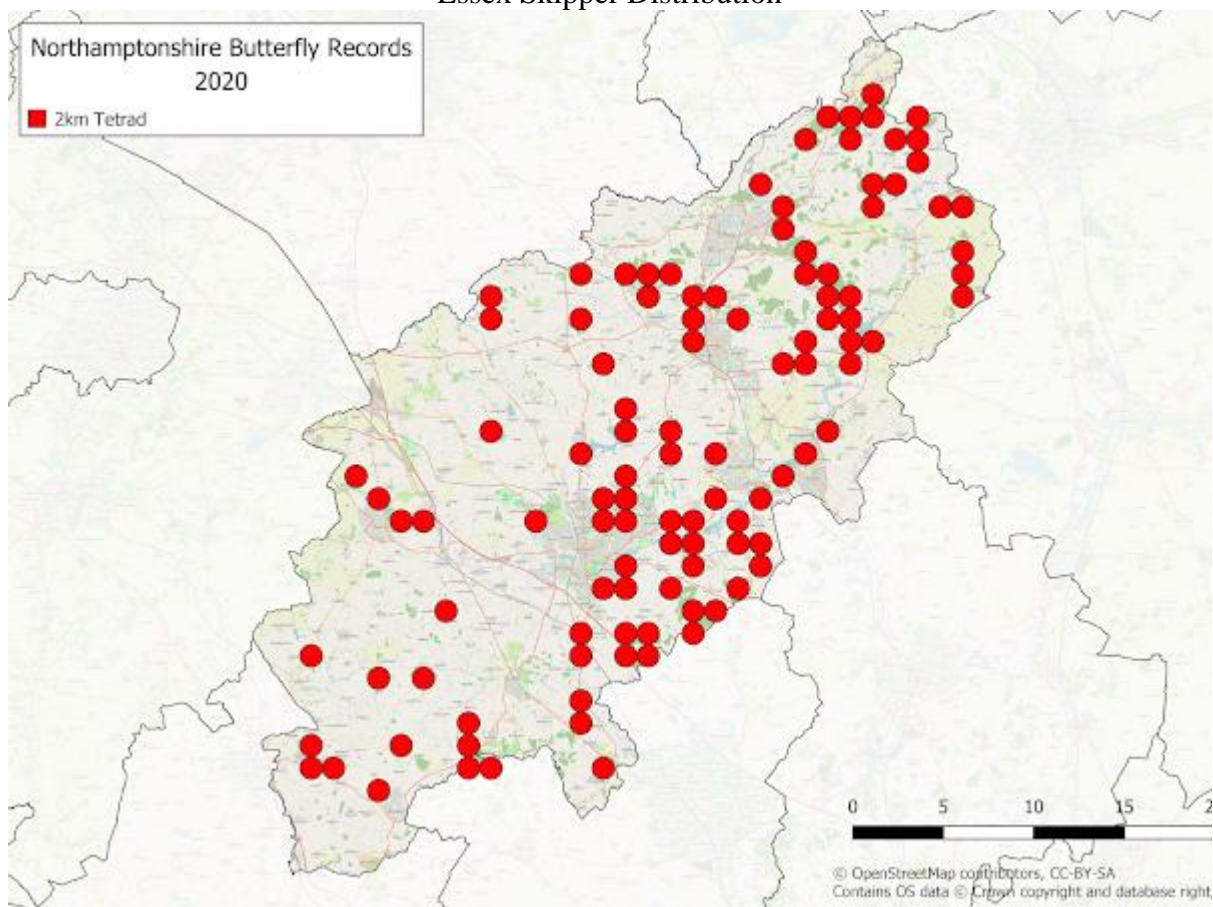 Essex Skipper Distribution
Northamptonshire Butterfly Records
2020
2km Tetrad
0 5 10 15 2
© OpenStreetMap contributors, CC-BY-SA
Contains OS data © Crown copyright and database right